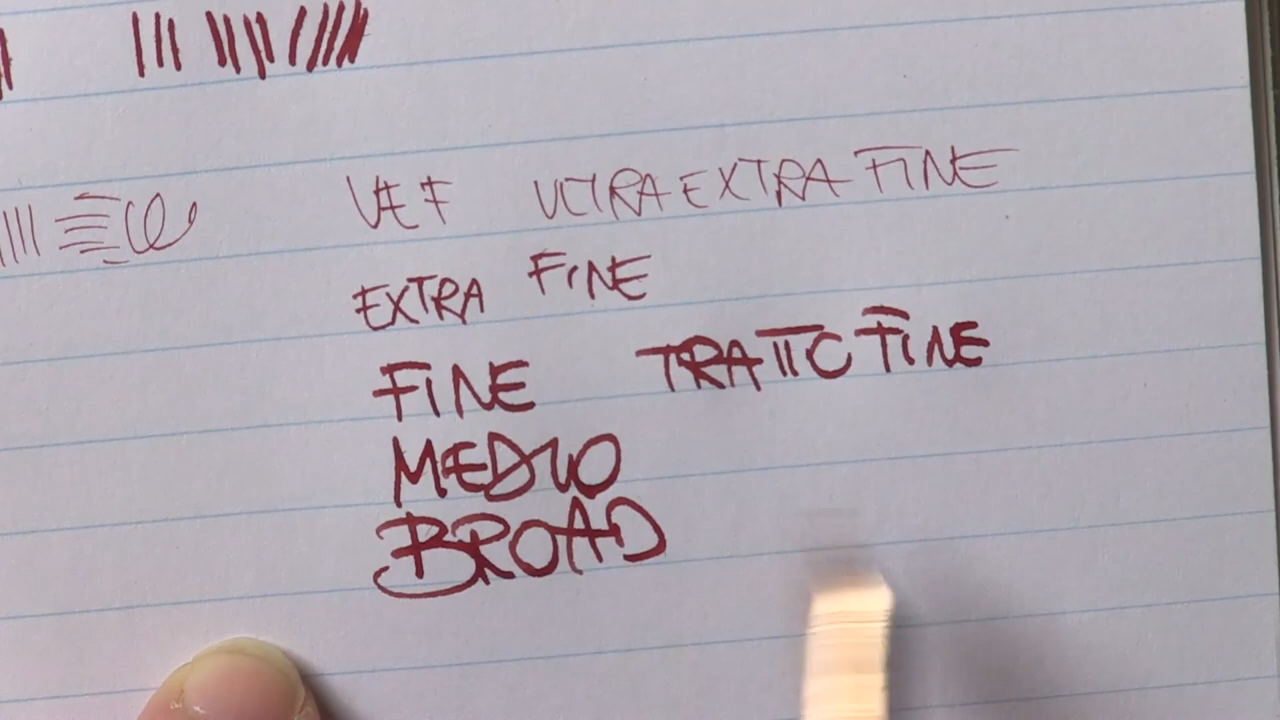 UEF ULTRA EXTRA FINE
EXTRA FINE
FINE TRATTO FINE
MEDIO
BROAD